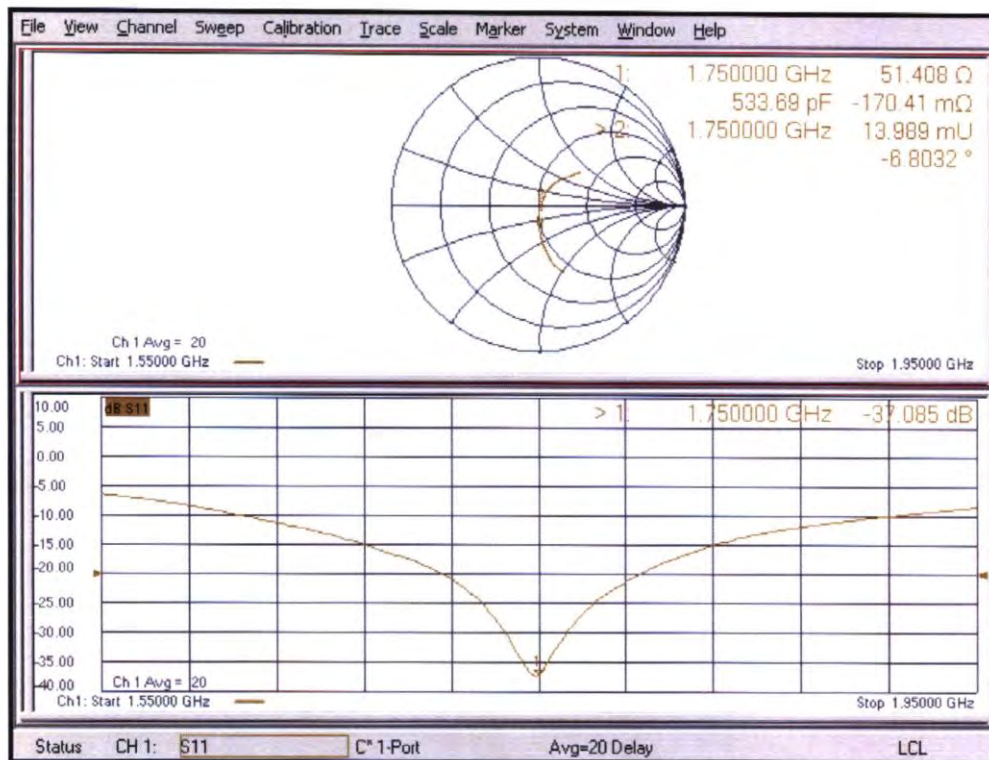 File View Channel Sweep Calibration Trace Scale Marker System Window Help
1: 1.750000 GHz 51.408 Ω
533.69 pF -170.41 mΩ
> 2: 1.750000 GHz 13.989 mU
-6.8032 °
Ch 1 Avg = 20
Ch1: Start 1.55000 GHz Stop 1.95000 GHz
10.00 dB S11 > 1: 1.750000 GHz -37.085 dB
5.00
0.00
-5.00
-10.00
-15.00
-20.00
-25.00
-30.00
-35.00 1
-40.00 Ch 1 Avg = 20
Ch1: Start 1.55000 GHz Stop 1.95000 GHz
Status CH 1: S11 C* 1-Port Avg=20 Delay LCL